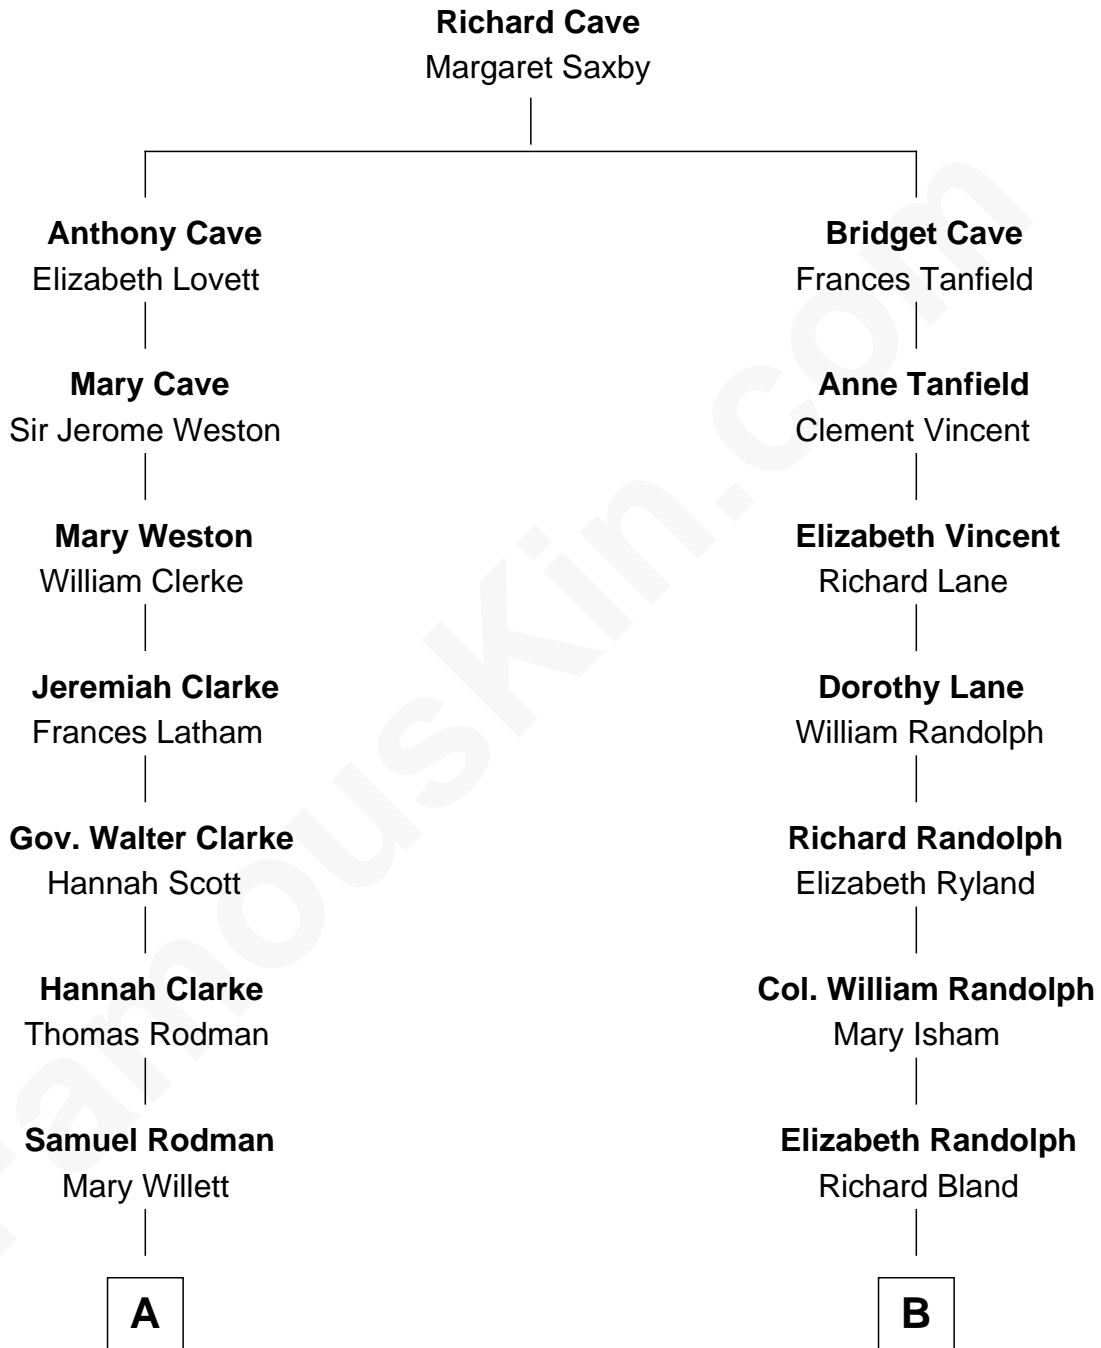 Richard Cave
Margaret Saxby
Anthony Cave
Elizabeth Lovett
Bridget Cave
Frances Tanfield
Mary Cave
Sir Jerome Weston
Anne Tanfield
Clement Vincent
Mary Weston
William Clerke
Elizabeth Vincent
Richard Lane
Jeremiah Clarke
Frances Latham
Dorothy Lane
William Randolph
Gov. Walter Clarke
Hannah Scott
Richard Randolph
Elizabeth Ryland
Hannah Clarke
Thomas Rodman
Col. William Randolph
Mary Isham
Samuel Rodman
Mary Willett
Elizabeth Randolph
Richard Bland
A
B
FamousKin.com